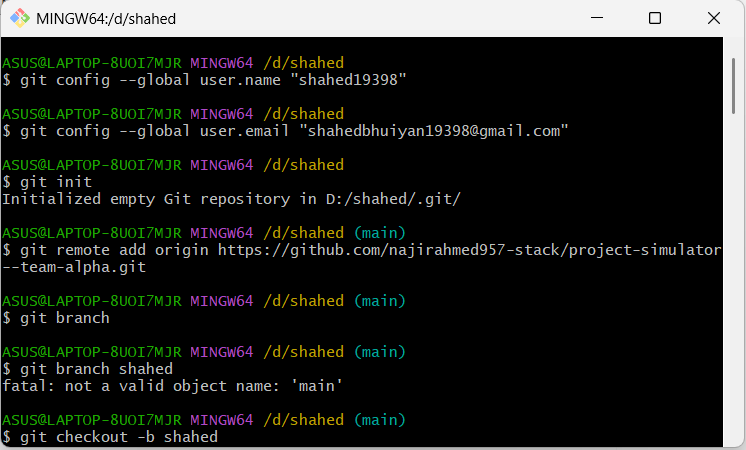 MINGW64:/d/shahed
ASUS@LAPTOP-8UOI7MJR MINGW64 /d/shahed
$ git config --global user.name "shahed19398"
ASUS@LAPTOP-8UOI7MJR MINGW64 /d/shahed
$ git config --global user.email "shahedbhuiyan19398@gmail.com"
ASUS@LAPTOP-8UOI7MJR MINGW64 /d/shahed
$ git init
Initialized empty Git repository in D:/shahed/.git/
ASUS@LAPTOP-8UOI7MJR MINGW64 /d/shahed (main)
$ git remote add origin https://github.com/najirahmed957-stack/project-simulator
--team-alpha.git
ASUS@LAPTOP-8UOI7MJR MINGW64 /d/shahed (main)
$ git branch
ASUS@LAPTOP-8UOI7MJR MINGW64 /d/shahed (main)
$ git branch shahed
fatal: not a valid object name: 'main'
ASUS@LAPTOP-8UOI7MJR MINGW64 /d/shahed (main)
$ git checkout -b shahed